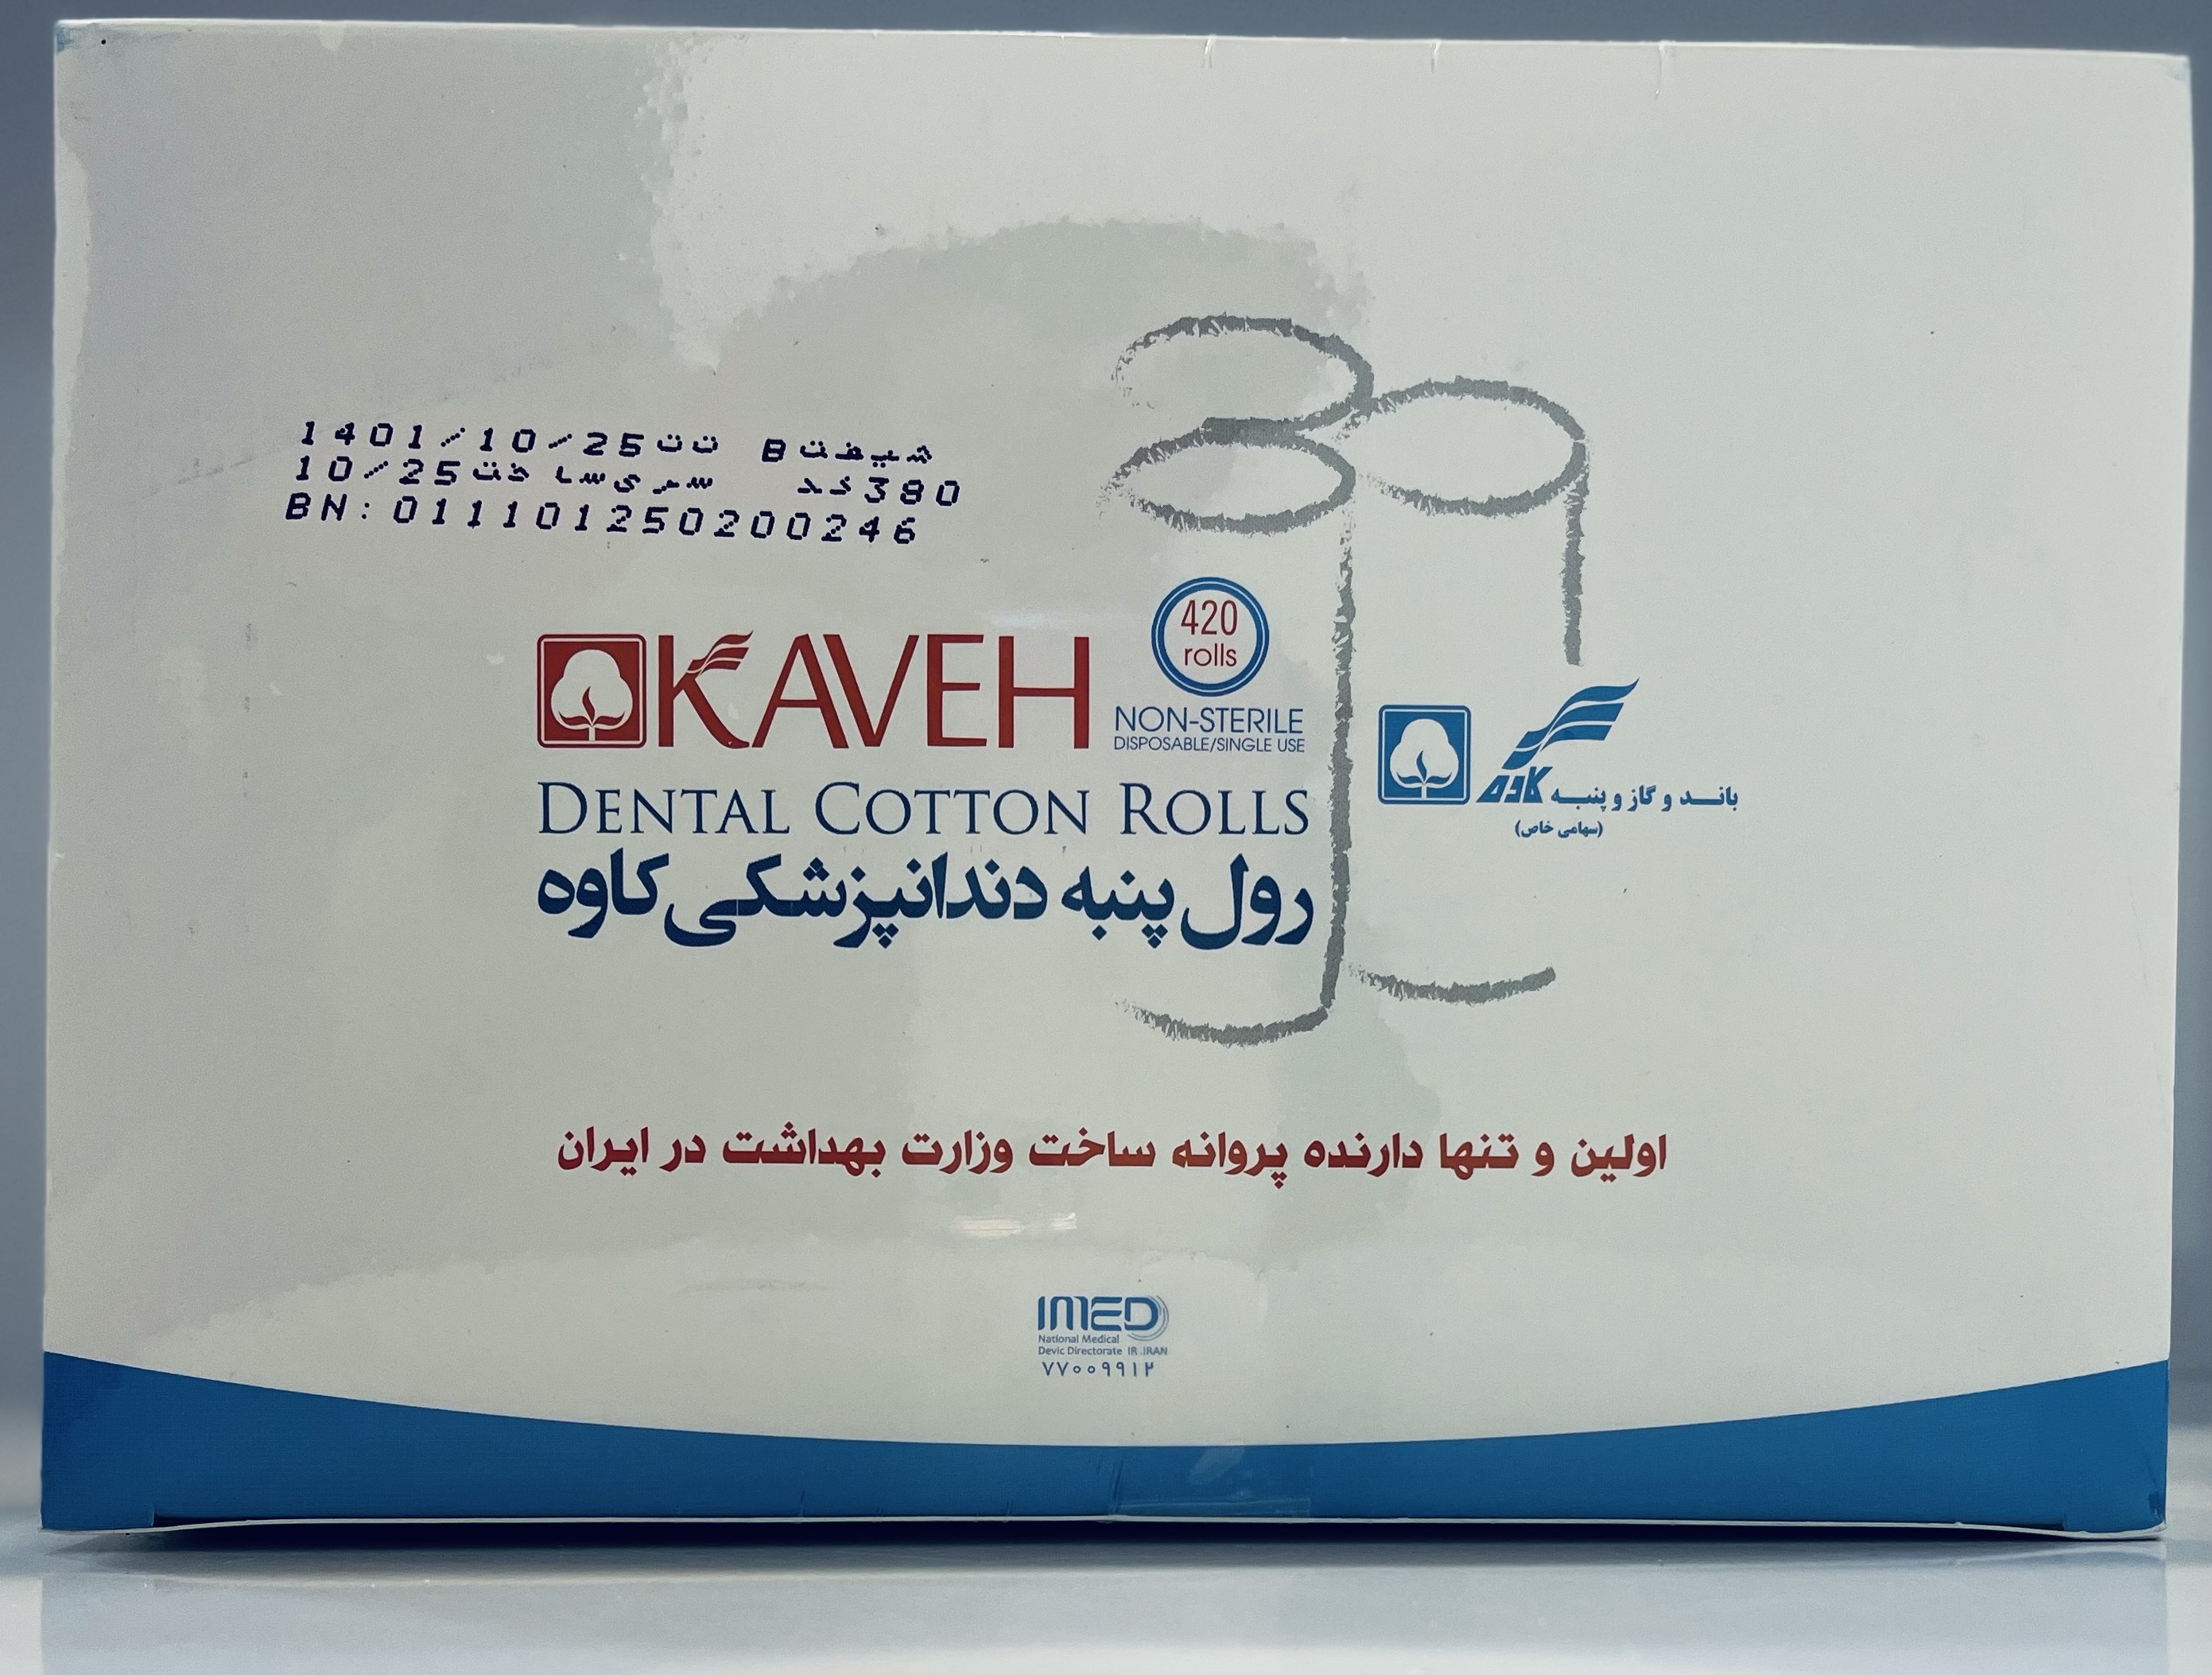 1401/10/25 تت شیفت B
10/25 سری ساخت کد 380
BN: 011101250200246
KAVEH
420
rolls
NON-STERILE
DISPOSABLE/SINGLE USE
DENTAL COTTON ROLLS
رول پنبه دندانپزشکی کاوه
باند و گاز و پنبه کاوه
(سهامی خاص)
اولین و تنها دارنده پروانه ساخت وزارت بهداشت در ایران
IMED
National Medical
Devic Directorate IR .IRAN
۷۷۰۰۹۹۱۲